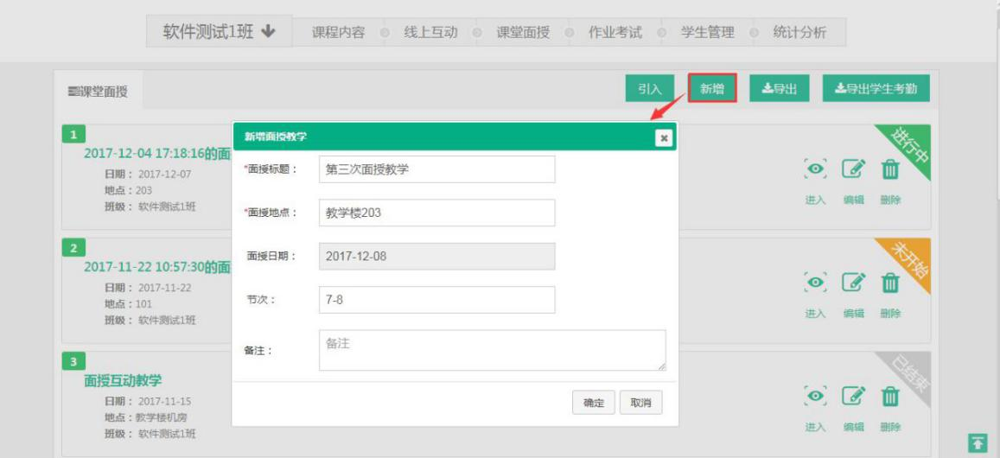 软件测试1班
课程内容 线上互动 课堂面授 作业考试 学生管理 统计分析
课堂面授
引入 新增 导出 导出学生考勤
1
进行中
2017-12-04 17:18:16的面
日期： 2017-12-07
地点：203
班级： 软件测试1班
进入 编辑 删除
新增面授教学
*面授标题： 第三次面授教学
*面授地点： 教学楼203
面授日期： 2017-12-08
节次： 7-8
备注： 备注
确定 取消
2
未开始
2017-11-22 10:57:30的面
日期： 2017-11-22
地点：101
班级： 软件测试1班
进入 编辑 删除
3
已结束
面授互动教学
日期： 2017-11-15
地点：教学楼机房
班级： 软件测试1班
进入 编辑 删除